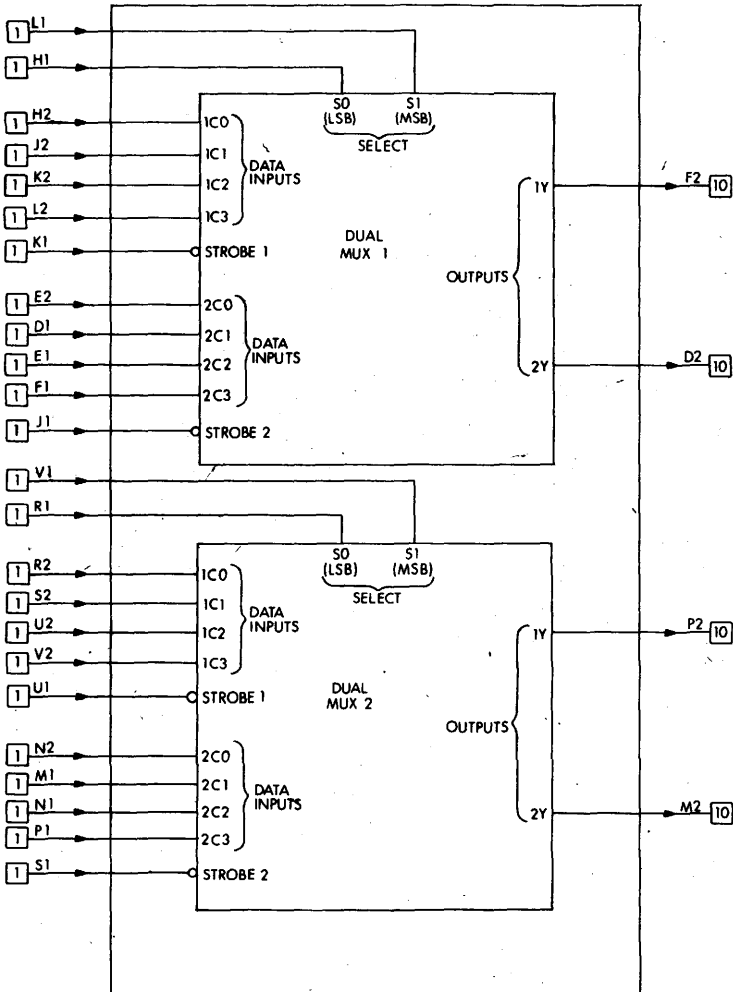 1 L1
1 H1
S0 S1
(LSB) (MSB)
SELECT
1 H2 1C0
1 J2 1C1
1 K2 1C2
1 L2 1C3
DATA
INPUTS
1 K1 STROBE 1
1Y F2 10
DUAL
MUX 1
OUTPUTS
1 E2 2C0
1 D1 2C1
1 E1 2C2
1 F1 2C3
DATA
INPUTS
2Y D2 10
1 J1 STROBE 2
1 V1
1 R1
S0 S1
(LSB) (MSB)
SELECT
1 R2 1C0
1 S2 1C1
1 U2 1C2
1 V2 1C3
DATA
INPUTS
1 U1 STROBE 1
1Y P2 10
DUAL
MUX 2
OUTPUTS
1 N2 2C0
1 M1 2C1
1 N1 2C2
1 P1 2C3
DATA
INPUTS
2Y M2 10
1 S1 STROBE 2